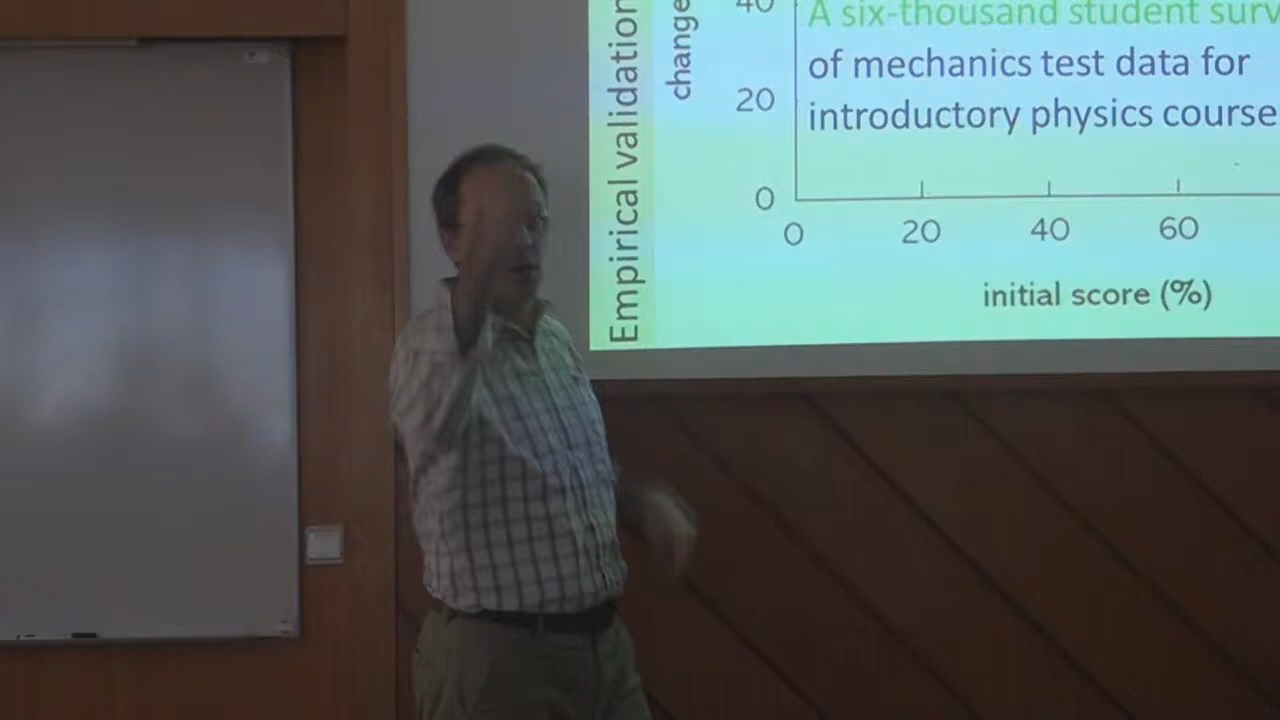 Empirical validation
change
40
20
0
A six-thousand student surv
of mechanics test data for
introductory physics course
0 20 40 60
initial score (%)